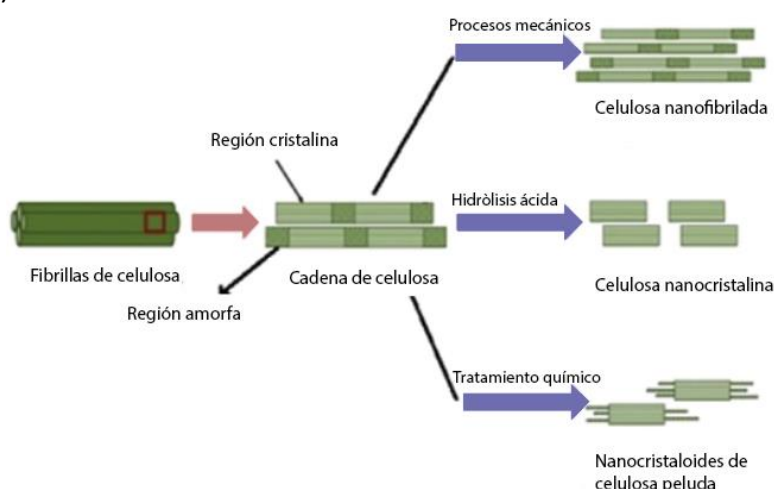 Procesos mecánicos
Celulosa nanofibrilada
Región cristalina
Hidròlisis ácida
Fibrillas de celulosa
Cadena de celulosa
Celulosa nanocristalina
Región amorfa
Tratamiento químico
Nanocristaloides de
celulosa peluda